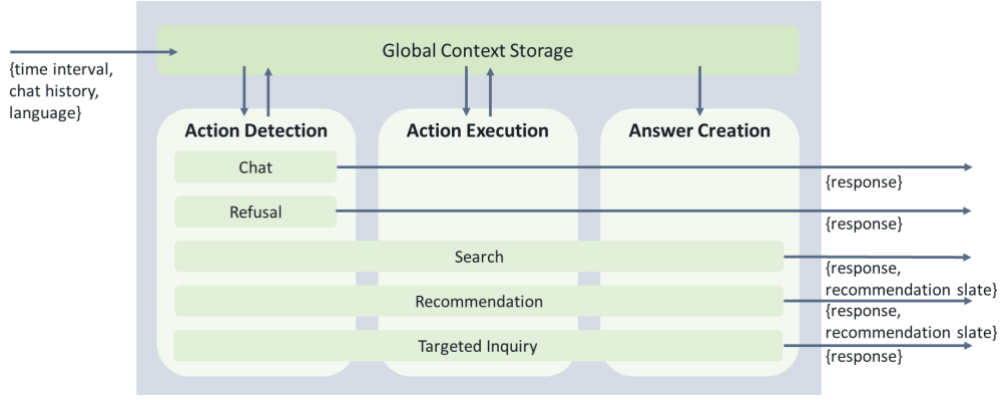 Global Context Storage
{time interval,
chat history,
language}
Action Detection
Action Execution
Answer Creation
Chat
{response}
Refusal
{response}
Search
{response,
recommendation slate}
Recommendation
{response,
recommendation slate}
Targeted Inquiry
{response}